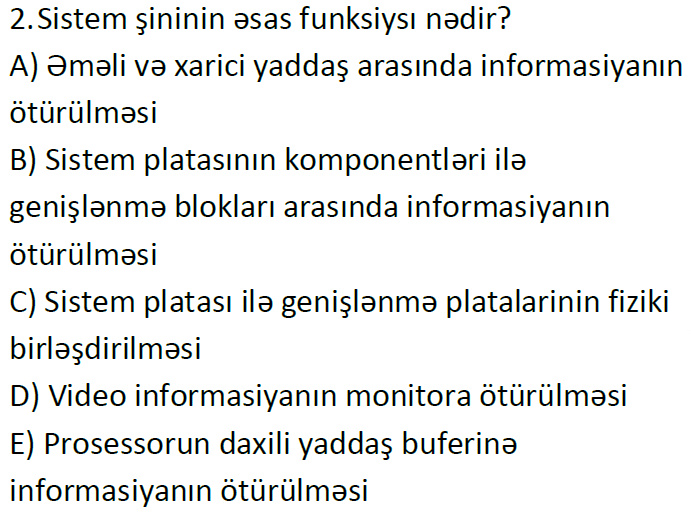 2.Sistem şininin əsas funksiysı nədir?
A) Əməli və xarici yaddaş arasında informasiyanın
ötürülməsi
B) Sistem platasının komponentləri ilə
genişlənmə blokları arasında informasiyanın
ötürülməsi
C) Sistem platası ilə genişlənmə platalarinin fiziki
birləşdirilməsi
D) Video informasiyanın monitora ötürülməsi
E) Prosessorun daxili yaddaş buferinə
informasiyanın ötürülməsi